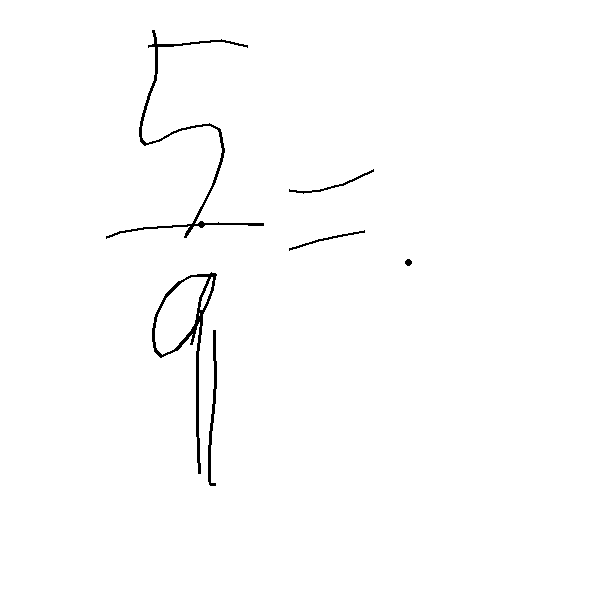 5/9 = .